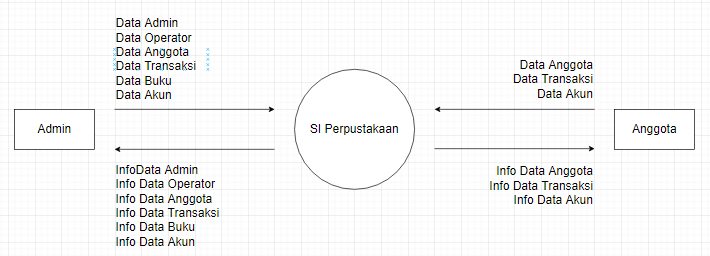 Data Admin
Data Operator
Data Anggota
Data Transaksi
Data Buku
Data Akun
Admin
InfoData Admin
Info Data Operator
Info Data Anggota
Info Data Transaksi
Info Data Buku
Info Data Akun
SI Perpustakaan
Data Anggota
Data Transaksi
Data Akun
Anggota
Info Data Anggota
Info Data Transaksi
Info Data Akun